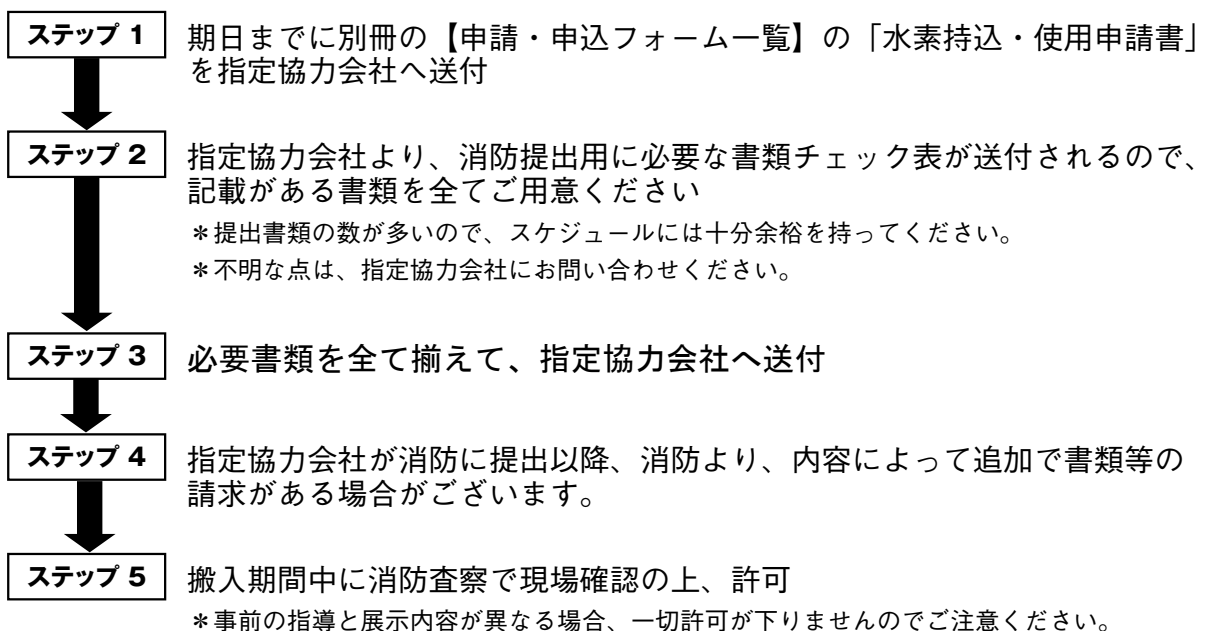 ステップ 1
期日までに別冊の【申請・申込フォーム一覧】の「水素持込・使用申請書」
を指定協力会社へ送付
ステップ 2
指定協力会社より、消防提出用に必要な書類チェック表が送付されるので、
記載がある書類を全てご用意ください
＊提出書類の数が多いので、スケジュールには十分余裕を持ってください。
＊不明な点は、指定協力会社にお問い合わせください。
ステップ 3
必要書類を全て揃えて、指定協力会社へ送付
ステップ 4
指定協力会社が消防に提出以降、消防より、内容によって追加で書類等の
請求がある場合がございます。
ステップ 5
搬入期間中に消防査察で現場確認の上、許可
＊事前の指導と展示内容が異なる場合、一切許可が下りませんのでご注意ください。